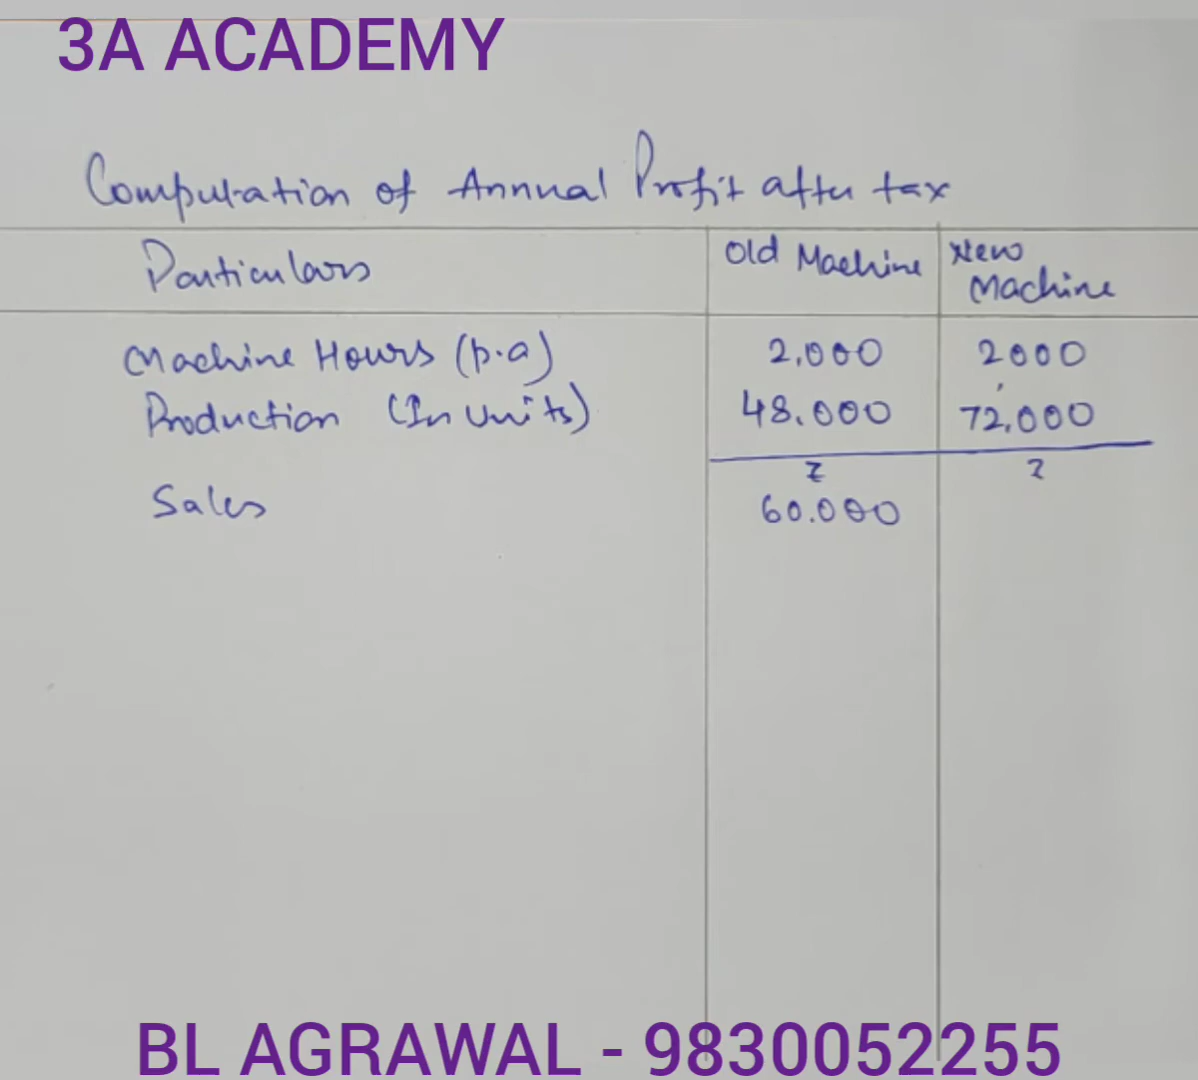 3A ACADEMY
Computation of Annual Profit after tax
Particulars Old Machine New Machine
Machine Hours (p.a) 2,000 2000
Production (In Units) 48.000 72,000
₹ ₹
Sales 60.000
BL AGRAWAL - 9830052255